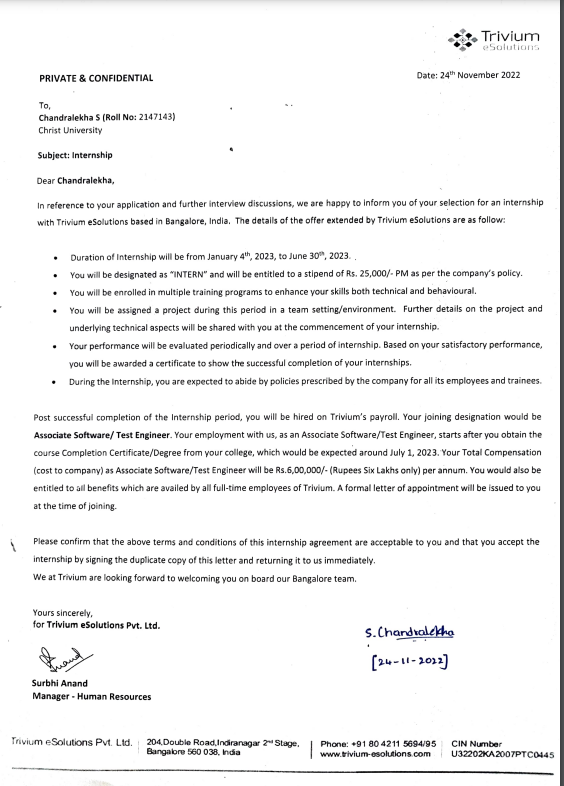 Trivium
eSolutions
PRIVATE & CONFIDENTIAL
Date: 24th November 2022
To,
Chandralekha S (Roll No: 2147143)
Christ University
Subject: Internship
Dear Chandralekha,
In reference to your application and further interview discussions, we are happy to inform you of your selection for an internship
with Trivium eSolutions based in Bangalore, India. The details of the offer extended by Trivium eSolutions are as follow:
• Duration of Internship will be from January 4th, 2023, to June 30th, 2023.
• You will be designated as "INTERN" and will be entitled to a stipend of Rs. 25,000/- PM as per the company's policy.
• You will be enrolled in multiple training programs to enhance your skills both technical and behavioural.
• You will be assigned a project during this period in a team setting/environment. Further details on the project and
underlying technical aspects will be shared with you at the commencement of your internship.
• Your performance will be evaluated periodically and over a period of internship. Based on your satisfactory performance,
you will be awarded a certificate to show the successful completion of your internships.
• During the Internship, you are expected to abide by policies prescribed by the company for all its employees and trainees.
Post successful completion of the Internship period, you will be hired on Trivium's payroll. Your joining designation would be
Associate Software/ Test Engineer. Your employment with us, as an Associate Software/Test Engineer, starts after you obtain the
course Completion Certificate/Degree from your college, which would be expected around July 1, 2023. Your Total Compensation
(cost to company) as Associate Software/Test Engineer will be Rs.6,00,000/- (Rupees Six Lakhs only) per annum. You would also be
entitled to all benefits which are availed by all full-time employees of Trivium. A formal letter of appointment will be issued to you
at the time of joining.
Please confirm that the above terms and conditions of this internship agreement are acceptable to you and that you accept the
internship by signing the duplicate copy of this letter and returning it to us immediately.
We at Trivium are looking forward to welcoming you on board our Bangalore team.
Yours sincerely,
for Trivium eSolutions Pvt. Ltd.
S. Chandralekha
[24-11-2022]
Surbhi Anand
Manager - Human Resources
Trivium eSolutions Pvt. Ltd.
204,Double Road,Indiranagar 2nd Stage,
Bangalore 560 038, India
Phone: +91 80 4211 5694/95
www.trivium-esolutions.com
CIN Number
U32202KA2007PTC0445